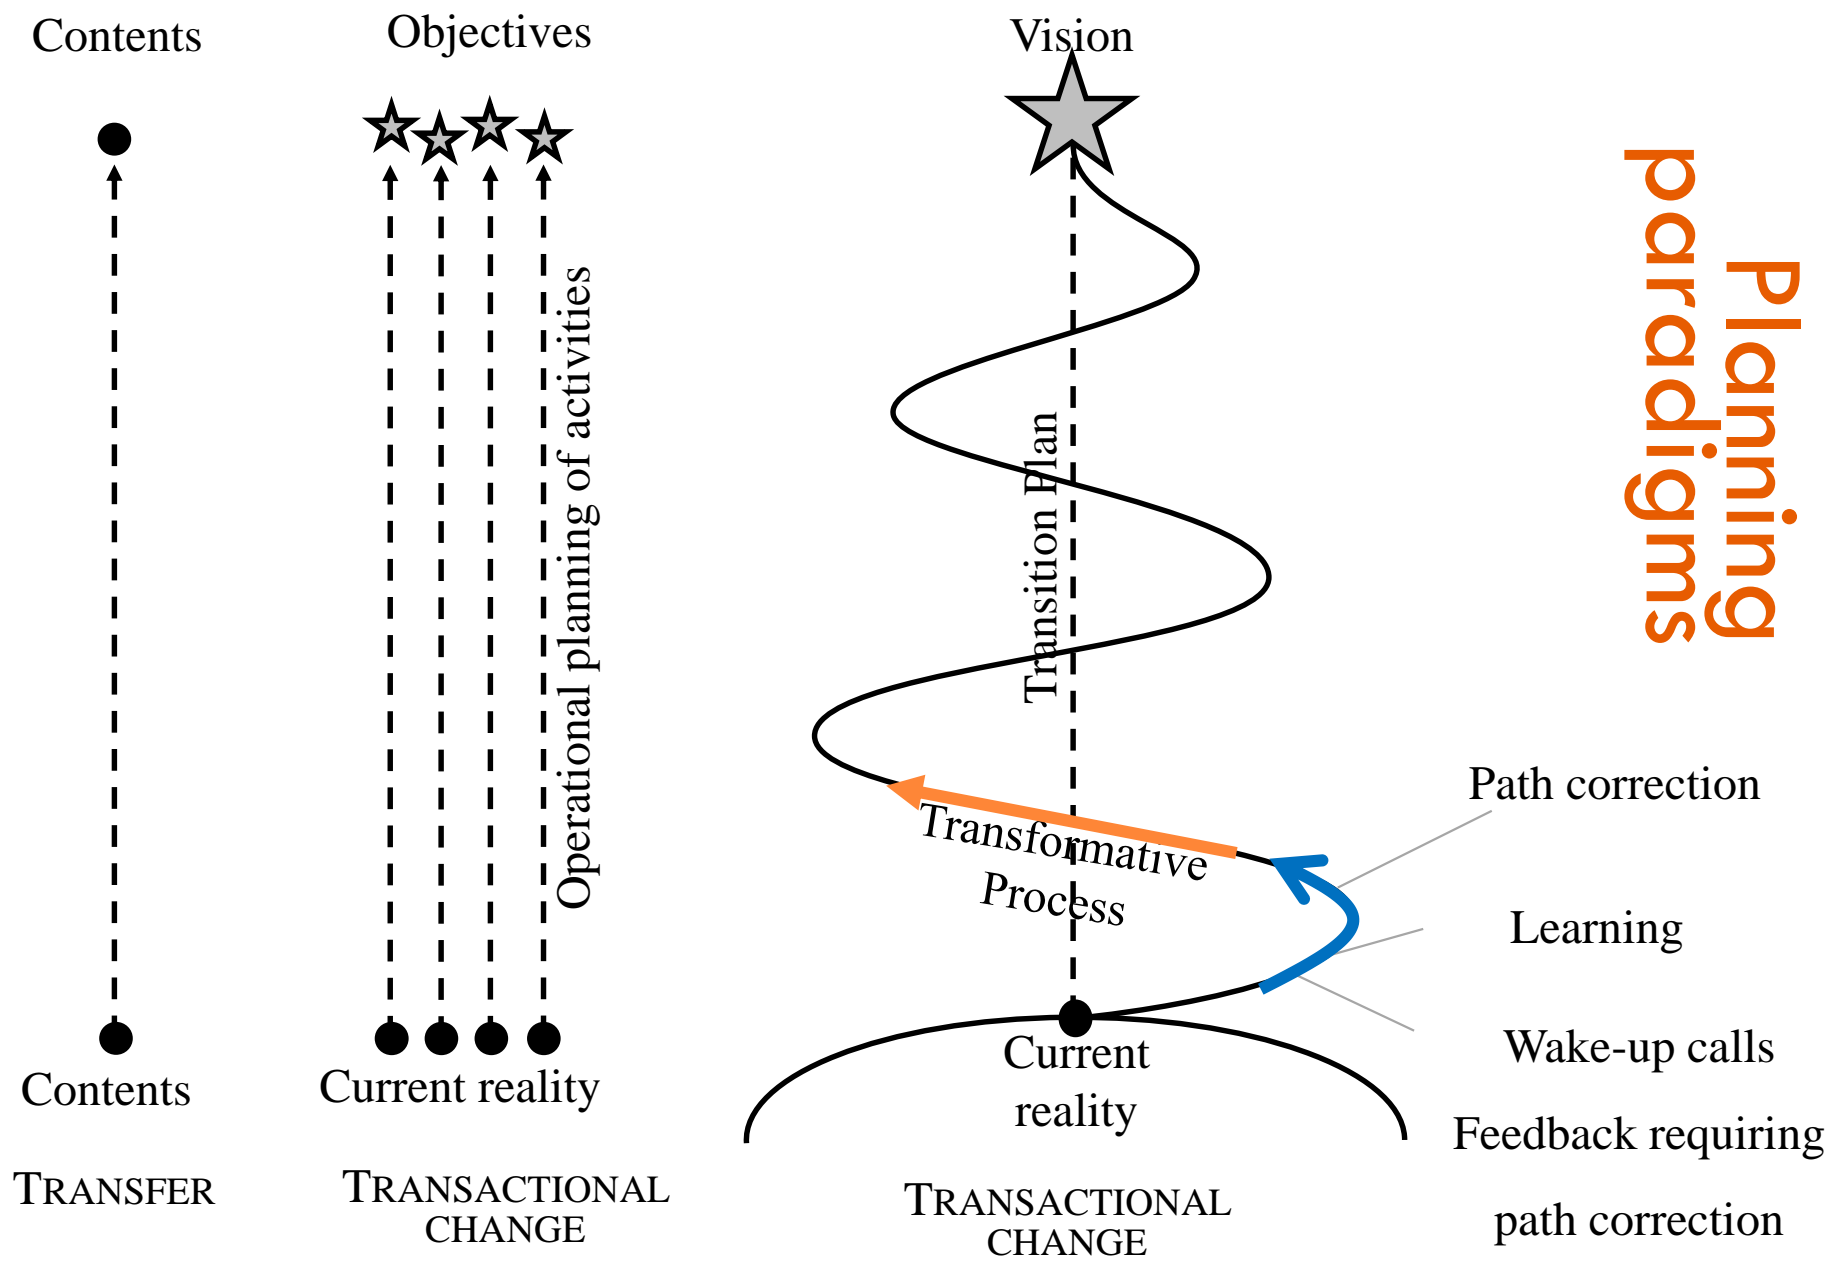 Contents
Objectives
Vision
Planning
paradigms
Operational planning of activities
Transition Plan
Transformative
Process
Path correction
Learning
Wake-up calls
Feedback requiring
path correction
Contents
Current reality
Current
reality
TRANSFER
TRANSACTIONAL
CHANGE
TRANSACTIONAL
CHANGE